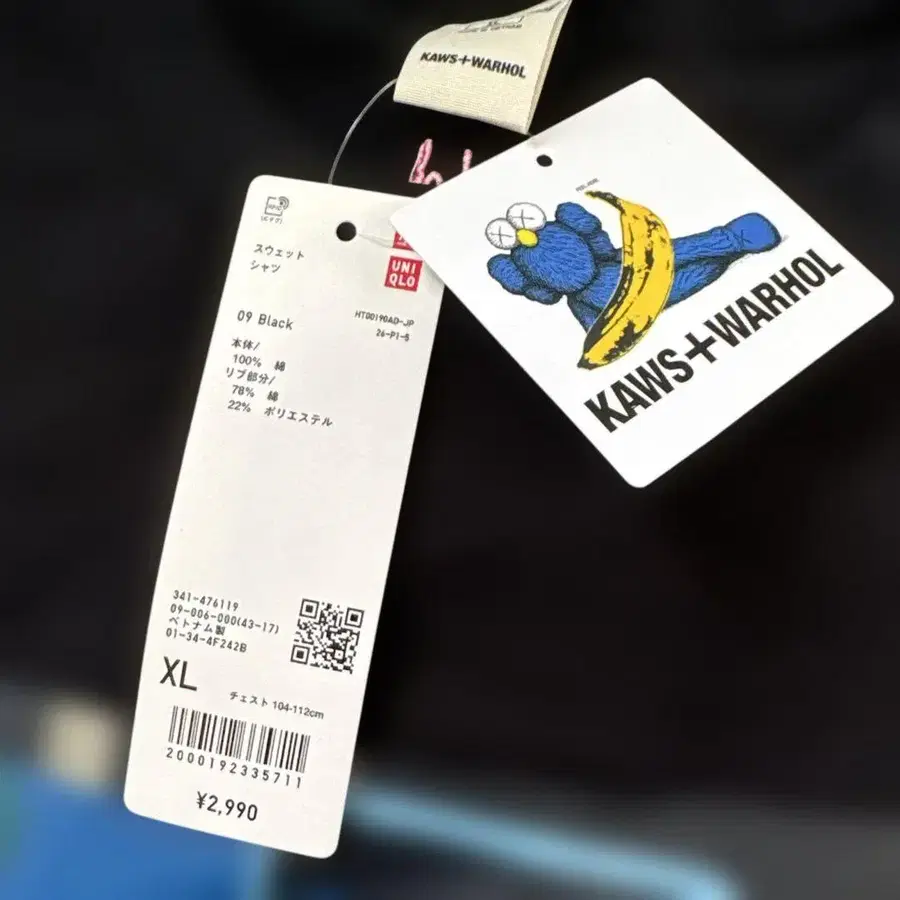 KAWS+WARHOL
スウェット
シャツ
UNI
QLO
09 Black
HT00190AD-JP
26-P1-5
本体/
100% 綿
リブ部分/
78% 綿
22% ポリエステル
341-476119
09-006-000(43-17)
ベトナム製
01-34-4F242B
XL
チェスト 104-112cm
2000192335711
¥2,990
KAWS+WARHOL